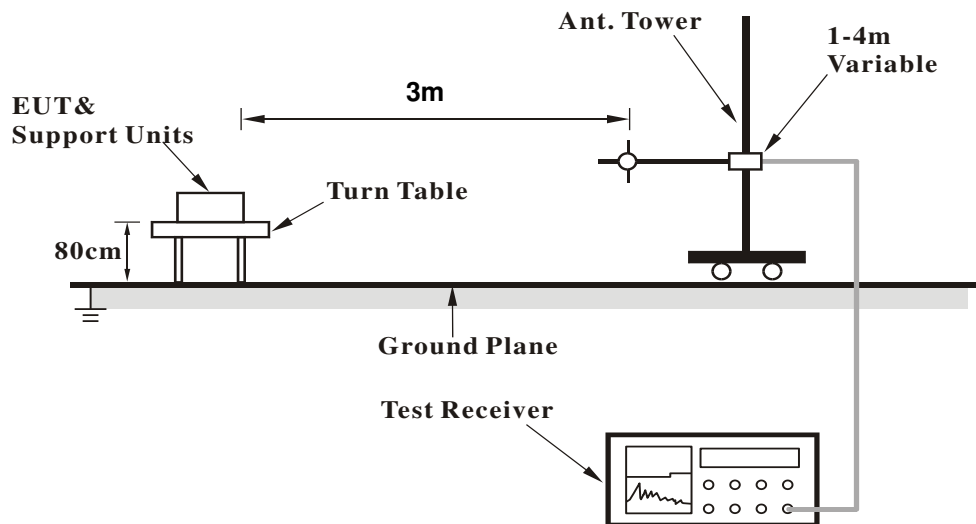 Ant. Tower
1-4m
Variable
3m
EUT&
Support Units
Turn Table
80cm
Ground Plane
Test Receiver